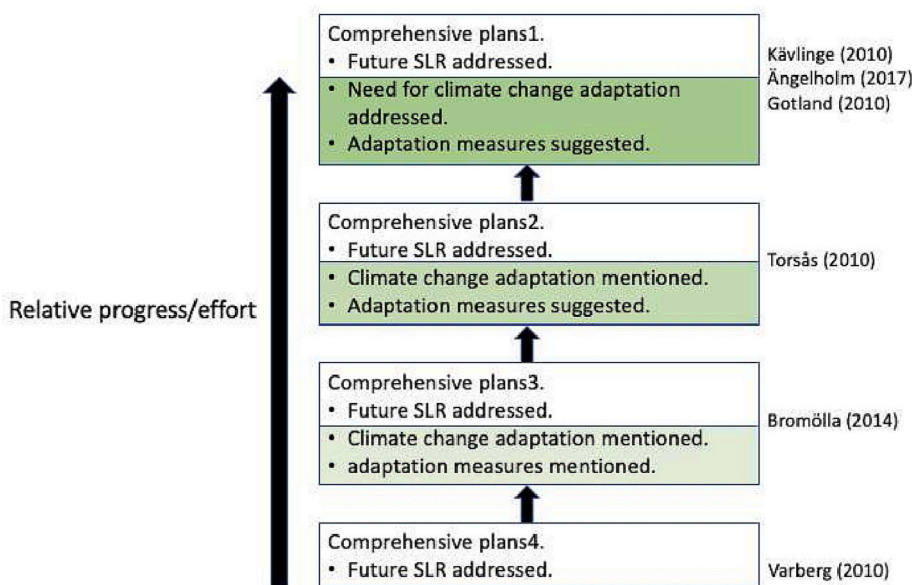 Comprehensive plans1.
• Future SLR addressed.
• Need for climate change adaptation
addressed.
• Adaptation measures suggested.
Kävlinge (2010)
Ängelholm (2017)
Gotland (2010)
Comprehensive plans2.
• Future SLR addressed.
• Climate change adaptation mentioned.
• Adaptation measures suggested.
Torsås (2010)
Relative progress/effort
Comprehensive plans3.
• Future SLR addressed.
• Climate change adaptation mentioned.
• adaptation measures mentioned.
Bromölla (2014)
Comprehensive plans4.
• Future SLR addressed.
Varberg (2010)